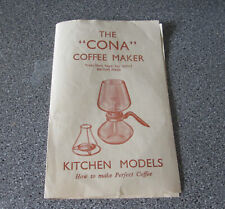 THE
"CONA"
COFFEE MAKER
KITCHEN MODELS
How to make Perfect Coffee